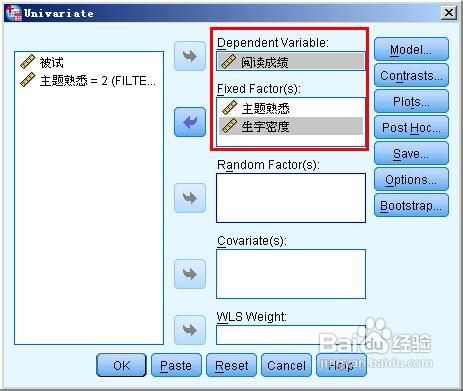 Univariate
被试
主题熟悉 = 2 (FILTE...
Dependent Variable:
阅读成绩
Fixed Factor(s):
主题熟悉
生字密度
Random Factor(s):
Covariate(s):
WLS Weight:
Model...
Contrasts...
Plots...
Post Hoc...
Save...
Options...
Bootstrap...
OK
Paste
Reset
Cancel
Help
Baidu 经验
jingyan.baidu.com